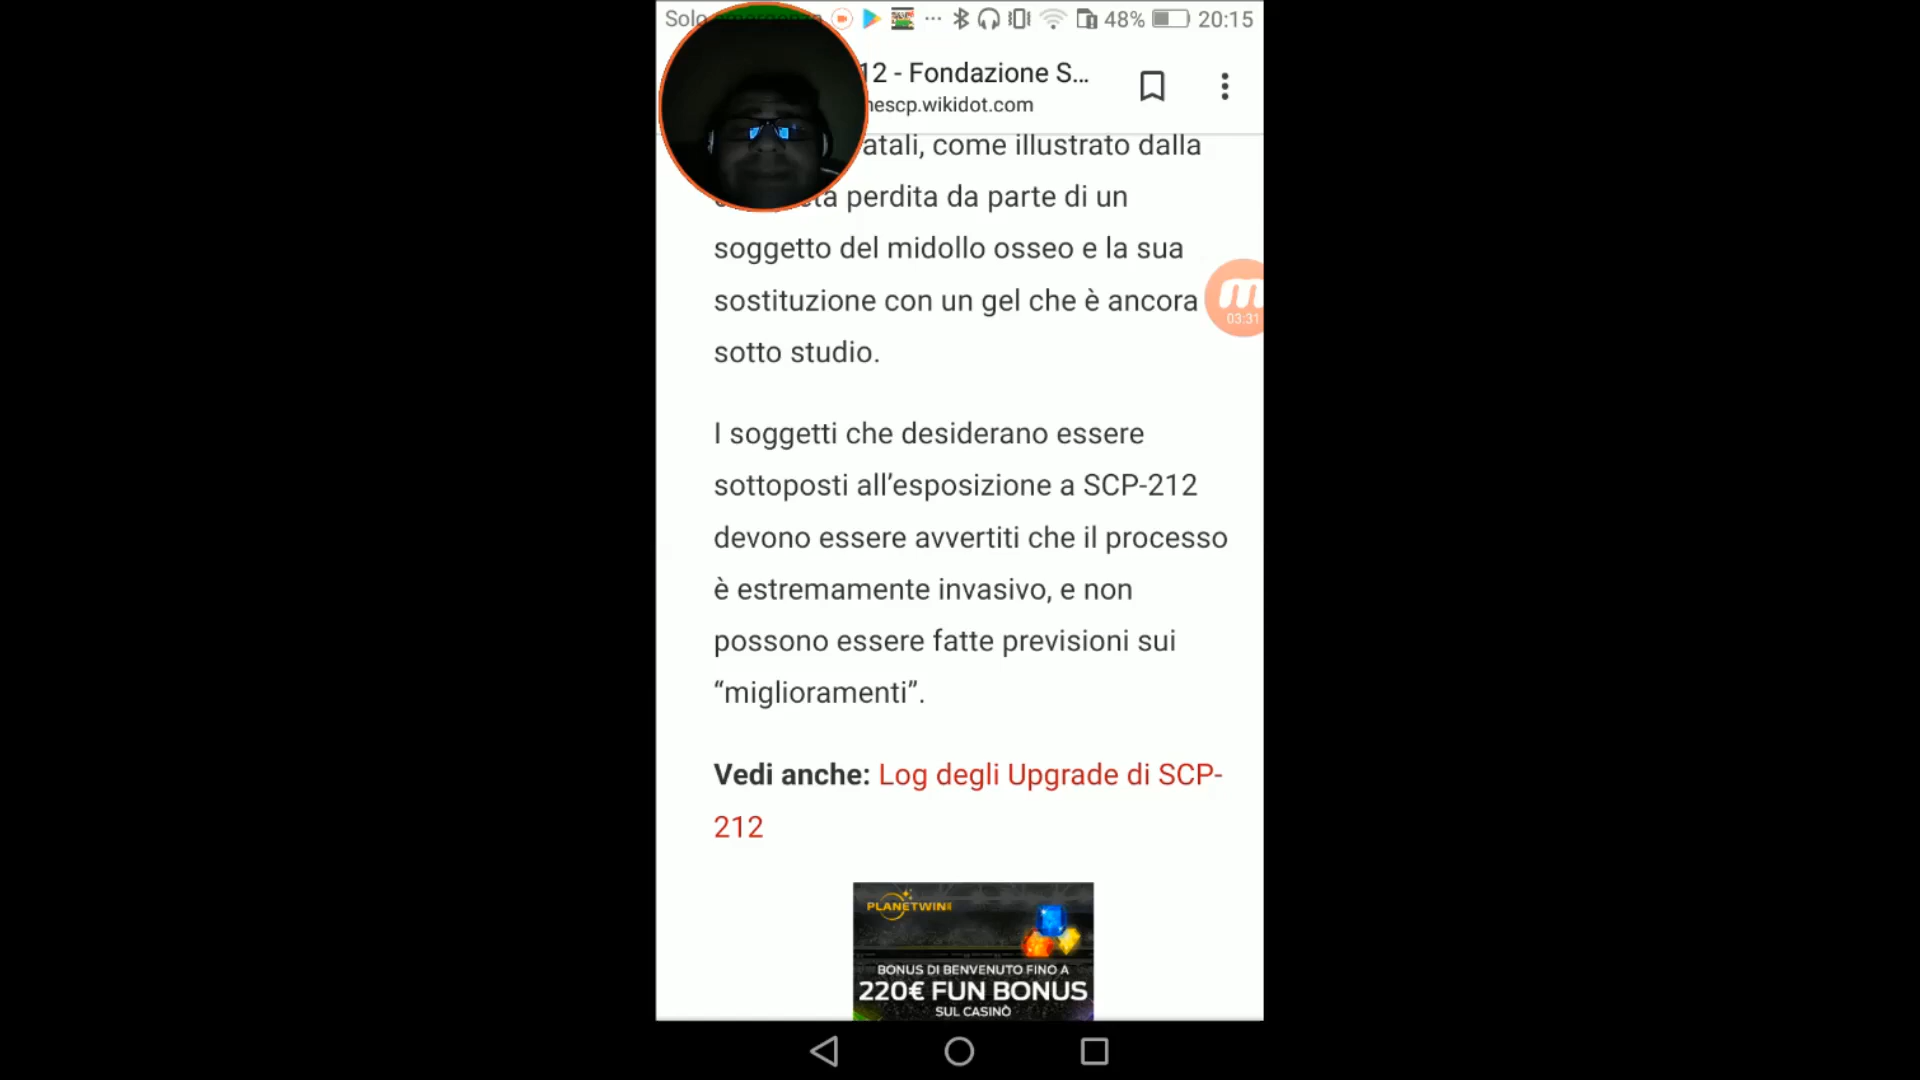 Solo
48% 20:15
12 - Fondazione S...
nescp.wikidot.com
atali, come illustrato dalla
perdita da parte di un
soggetto del midollo osseo e la sua
sostituzione con un gel che è ancora
03:31
sotto studio.
I soggetti che desiderano essere
sottoposti all’esposizione a SCP-212
devono essere avvertiti che il processo
è estremamente invasivo, e non
possono essere fatte previsioni sui
“miglioramenti”.
Vedi anche: Log degli Upgrade di SCP-
212
PLANETWIN
BONUS DI BENVENUTO FINO A
220€ FUN BONUS
SUL CASINÒ